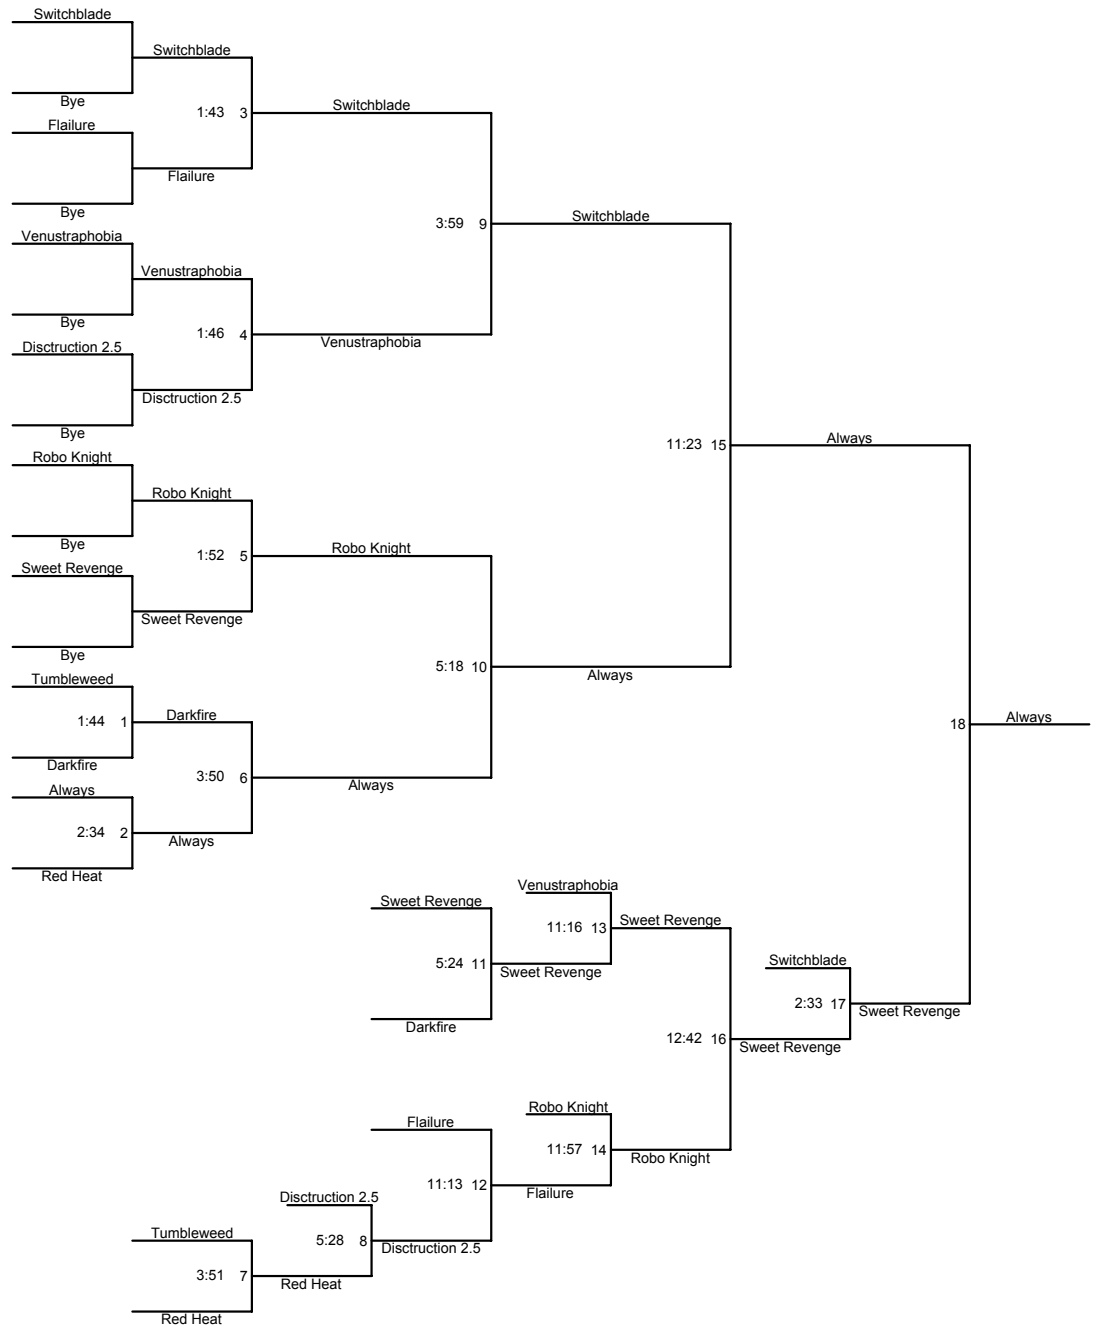 Switchblade
Switchblade
Bye
1:43 3
Switchblade
Flailure
Flailure
Bye
3:59 9
Switchblade
Venustraphobia
Venustraphobia
Bye
1:46 4
Venustraphobia
Disctruction 2.5
Disctruction 2.5
Bye
11:23 15
Always
Robo Knight
Robo Knight
Bye
1:52 5
Robo Knight
Sweet Revenge
Sweet Revenge
Bye
5:18 10
Always
Tumbleweed
1:44 1
Darkfire
Darkfire
3:50 6
Always
Always
2:34 2
Always
Red Heat
18
Always
Sweet Revenge
Venustraphobia
11:16 13
Sweet Revenge
5:24 11
Sweet Revenge
Darkfire
Switchblade
2:33 17
Sweet Revenge
12:42 16
Sweet Revenge
Flailure
Robo Knight
11:57 14
Robo Knight
11:13 12
Flailure
Disctruction 2.5
5:28 8
Disctruction 2.5
Tumbleweed
3:51 7
Red Heat
Red Heat